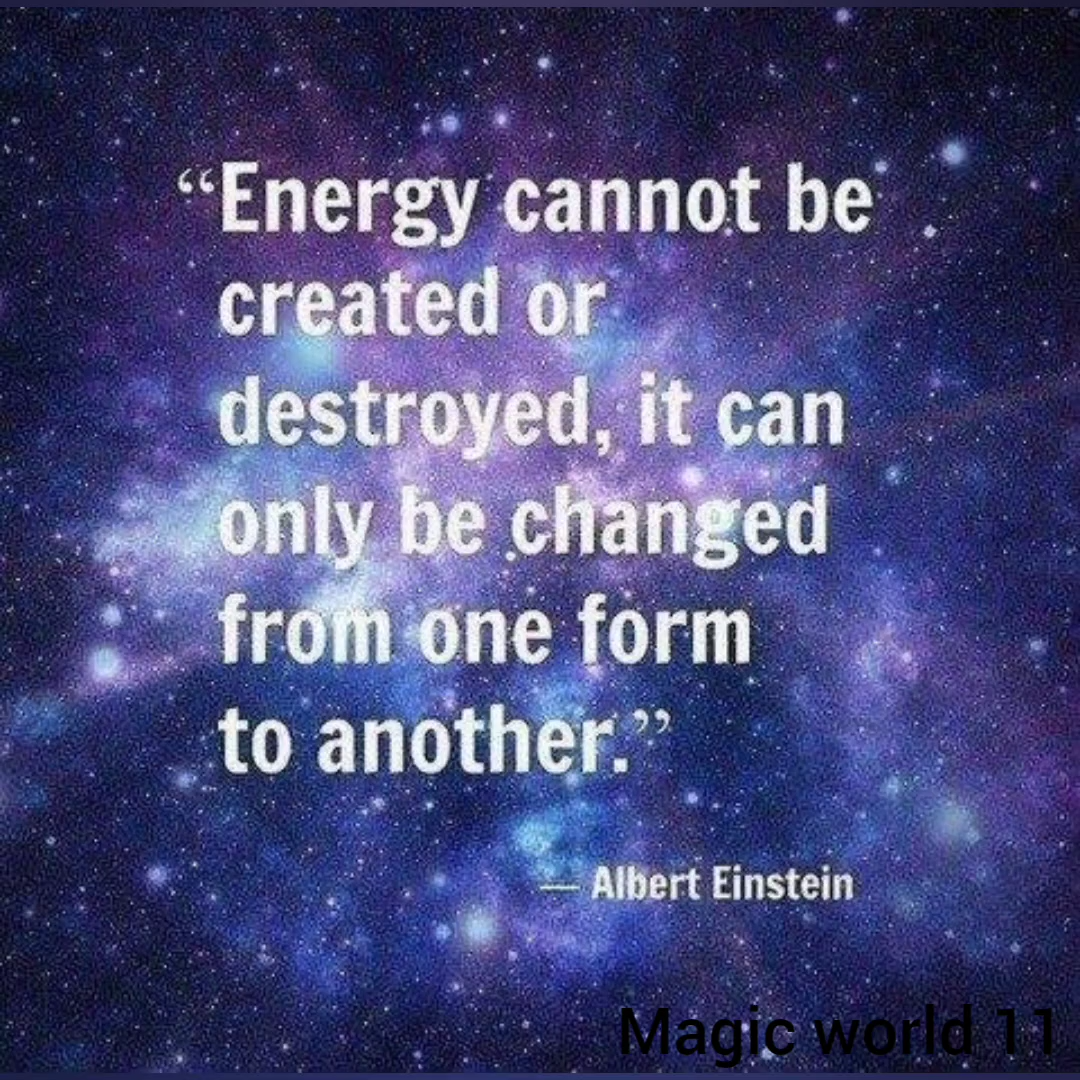 “Energy cannot be
created or
destroyed, it can
only be changed
from one form
to another.”
— Albert Einstein
Magic world 11